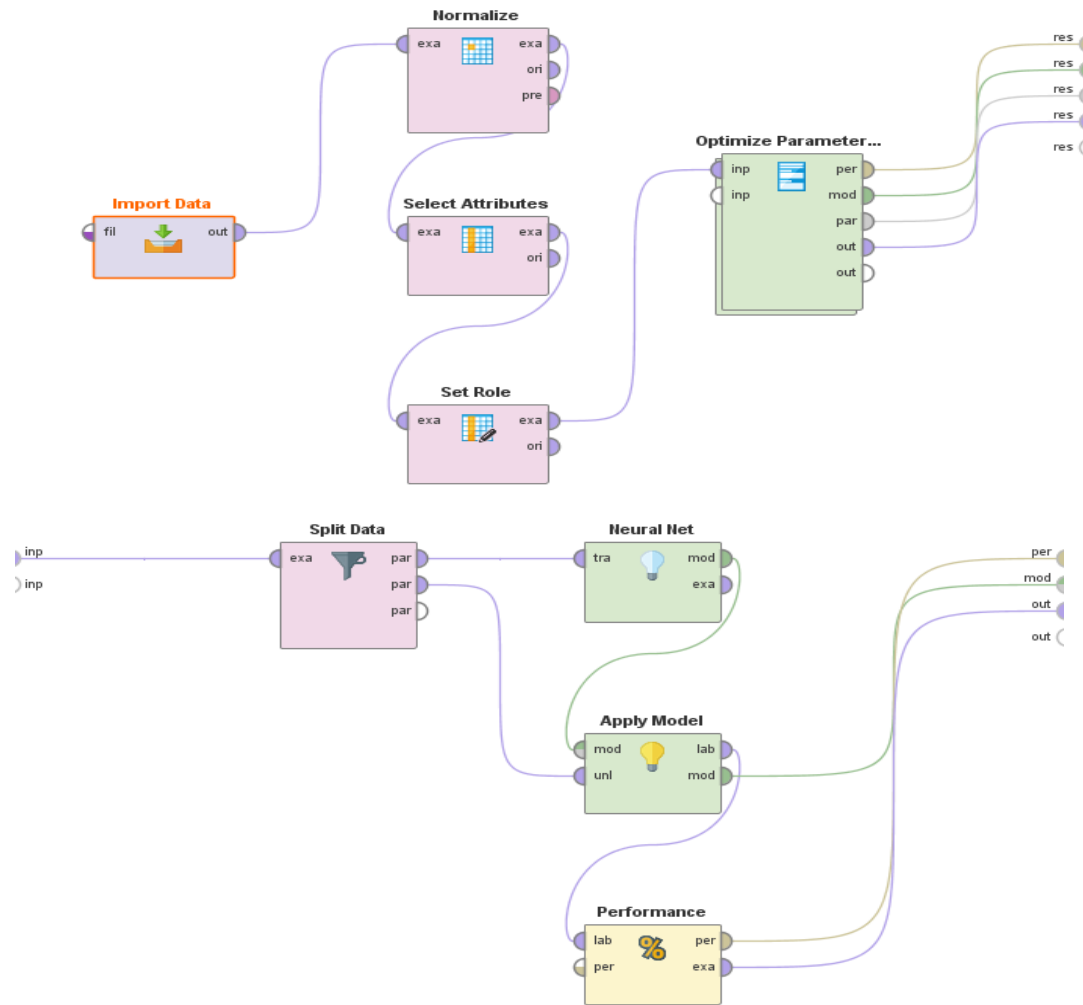 Normalize
exa exa
ori
pre
res
res
res
res
res
Optimize Parameter...
inp per
inp mod
par
out
out
Import Data
fil out
Select Attributes
exa exa
ori
Set Role
exa exa
ori
inp
inp
Split Data
exa par
par
par
Neural Net
tra mod
exa
per
mod
out
out
Apply Model
mod lab
unl mod
Performance
lab per
per exa
%